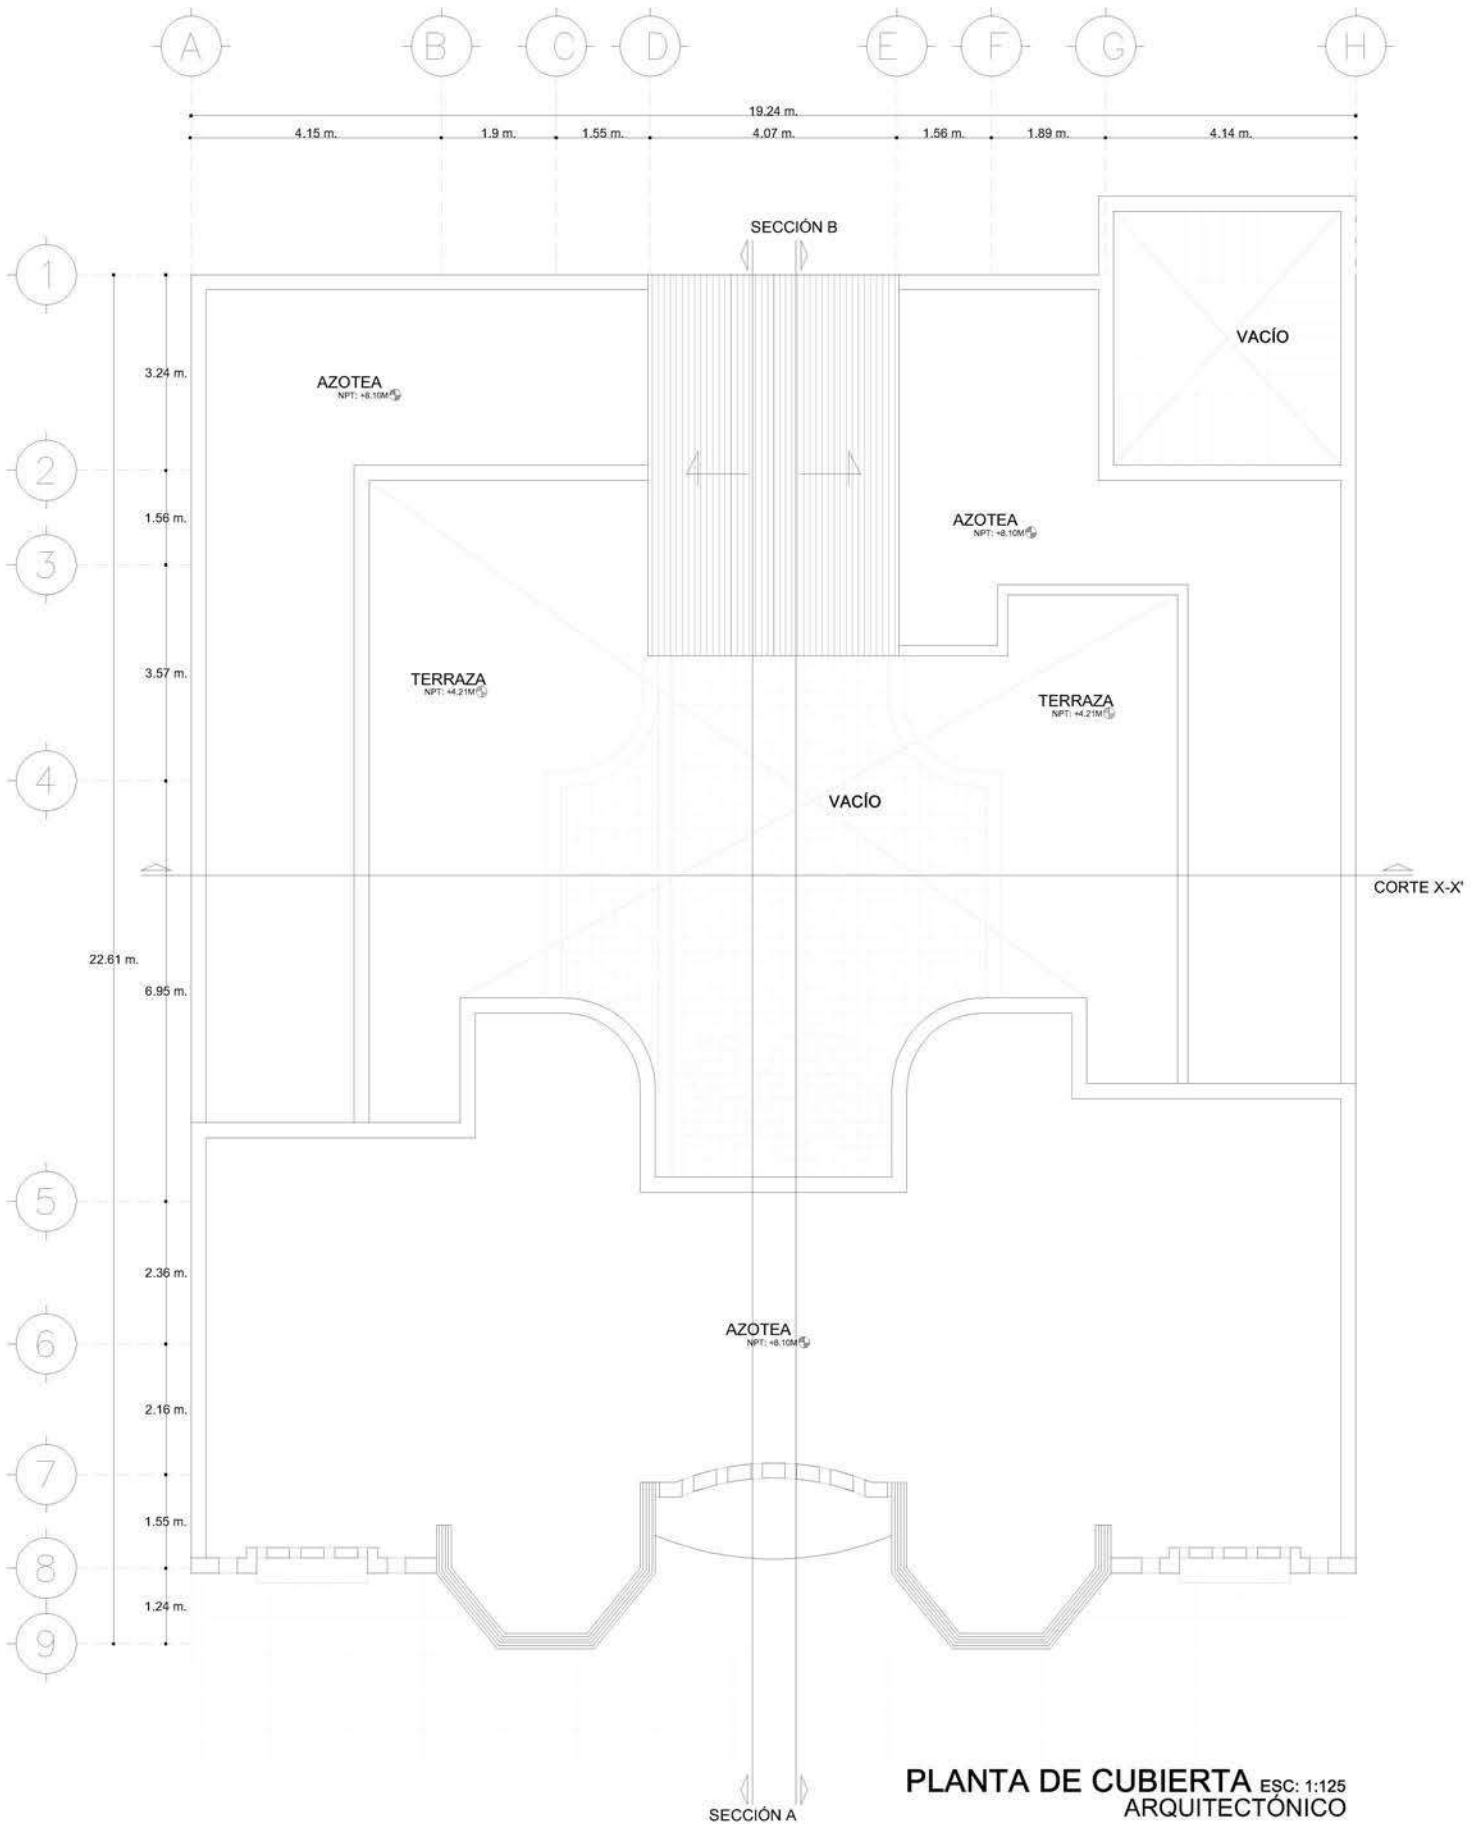 A B C D E F G H
19.24 m.
4.15 m. 1.9 m. 1.55 m. 4.07 m. 1.56 m. 1.89 m. 4.14 m.
SECCIÓN B
1
VACÍO
3.24 m.
AZOTEA
NPT: +8.10M
2
1.56 m.
AZOTEA
NPT: +8.10M
3
3.57 m.
TERRAZA
NPT: +4.21M
TERRAZA
NPT: +4.21M
4
VACÍO
CORTE X-X'
22.61 m.
6.95 m.
5
2.36 m.
AZOTEA
NPT: +8.10M
6
2.16 m.
7
1.55 m.
8
1.24 m.
9
PLANTA DE CUBIERTA ESC: 1:125
ARQUITECTÓNICO
SECCIÓN A